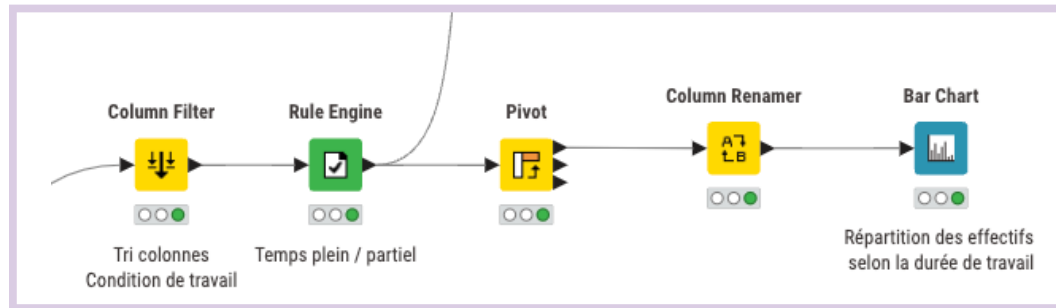 Column Filter
Rule Engine
Pivot
Column Renamer
Bar Chart
A
B
Tri colonnes
Condition de travail
Temps plein / partiel
Répartition des effectifs
selon la durée de travail